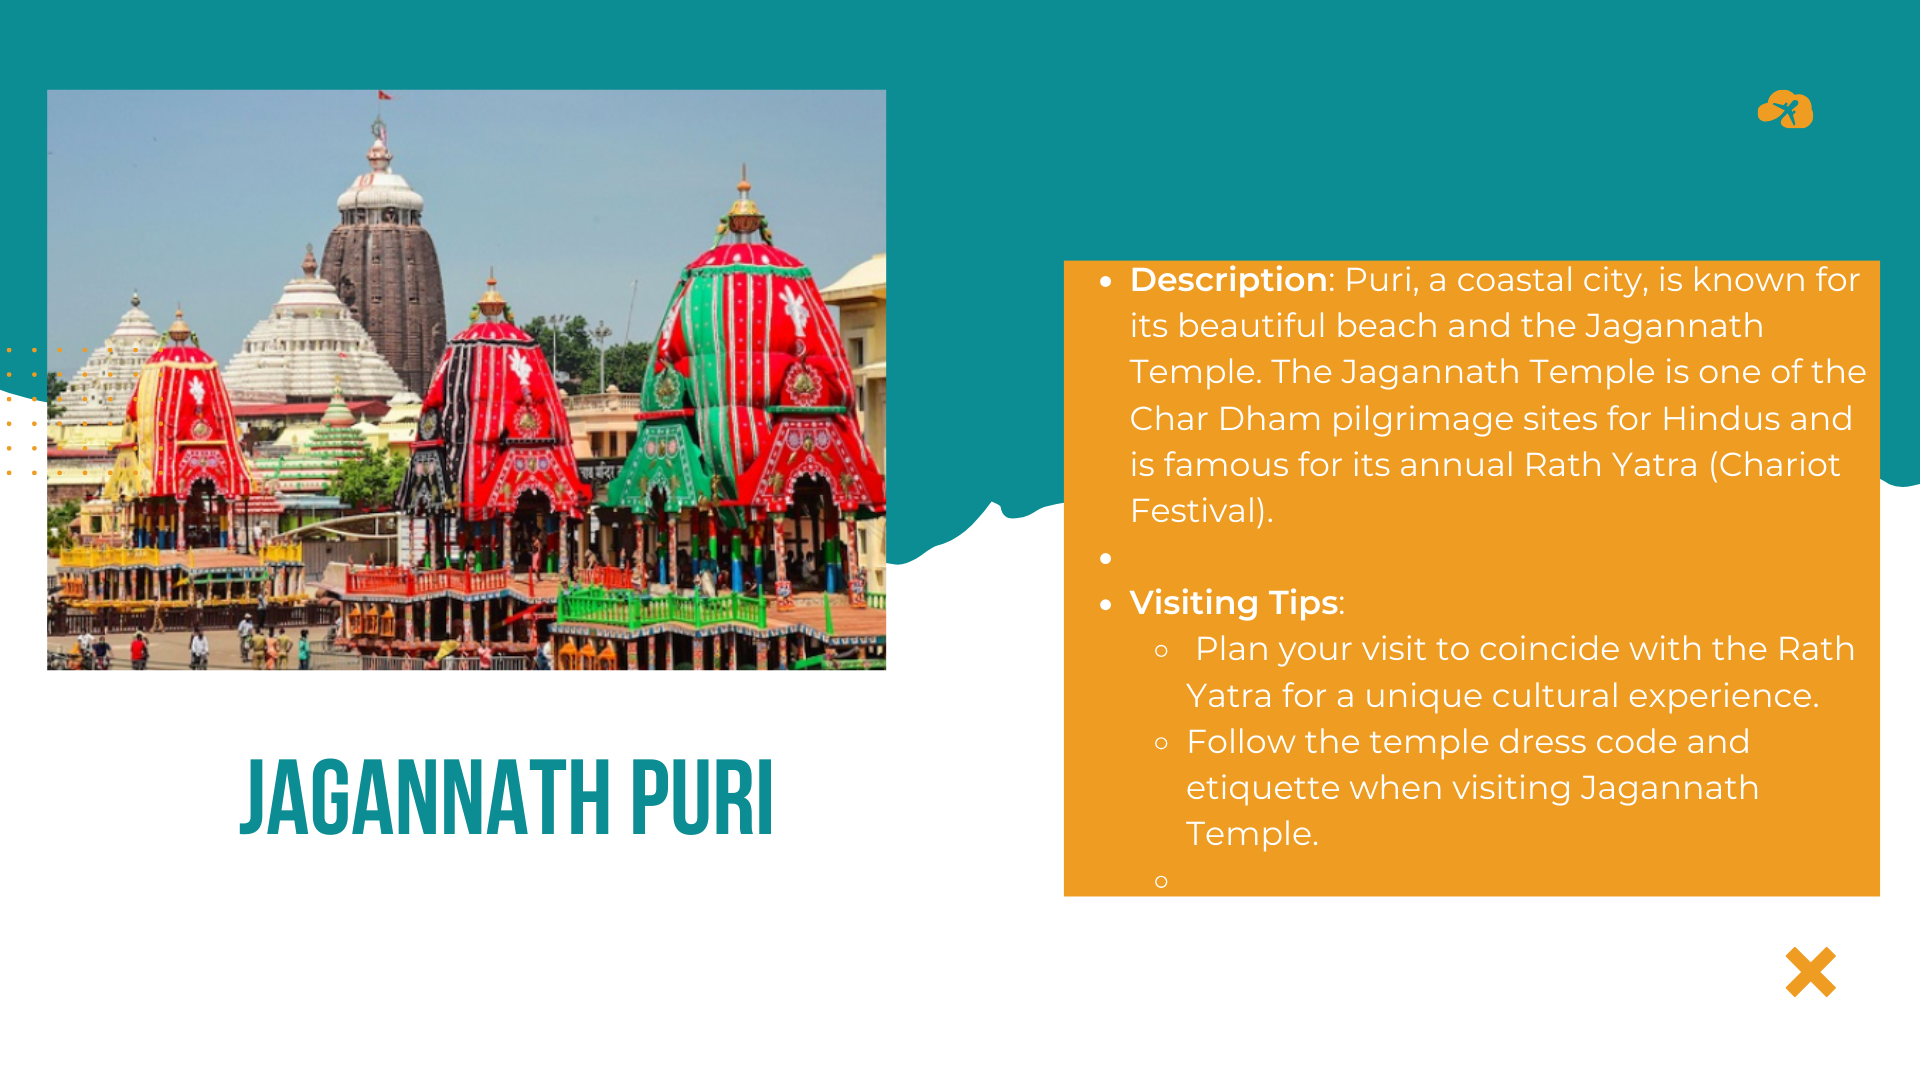 JAGANNATH PURI
• Description: Puri, a coastal city, is known for
its beautiful beach and the Jagannath
Temple. The Jagannath Temple is one of the
Char Dham pilgrimage sites for Hindus and
is famous for its annual Rath Yatra (Chariot
Festival).
•
• Visiting Tips:
◦ Plan your visit to coincide with the Rath
Yatra for a unique cultural experience.
◦ Follow the temple dress code and
etiquette when visiting Jagannath
Temple.
◦